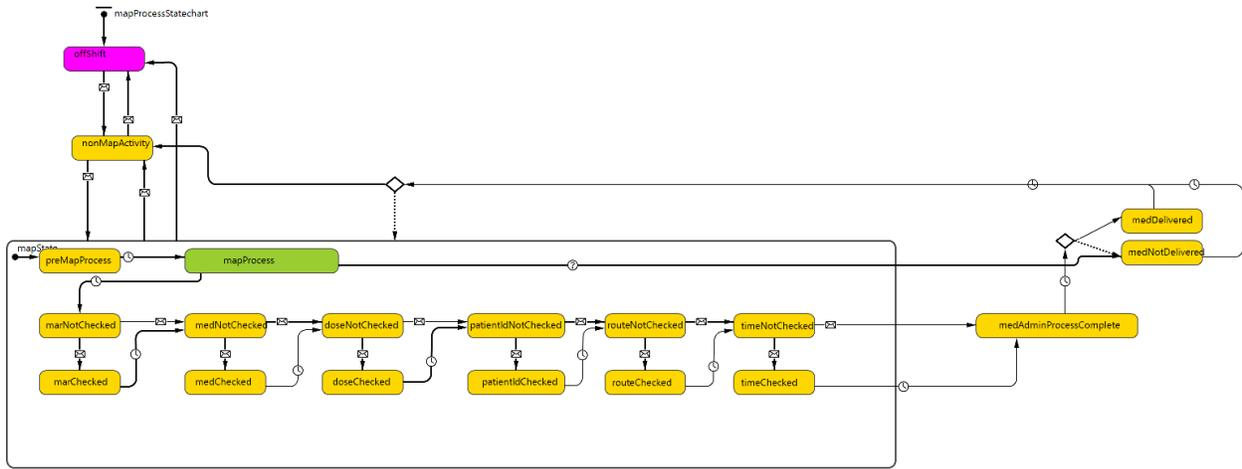 mapProcessStatechart
offShift
nonMapActivity
medDelivered
mapState
preMapProcess
mapProcess
medNotDelivered
?
marNotChecked
medNotChecked
doseNotChecked
patientIdNotChecked
routeNotChecked
timeNotChecked
medAdminProcessComplete
marChecked
medChecked
doseChecked
patientIdChecked
routeChecked
timeChecked